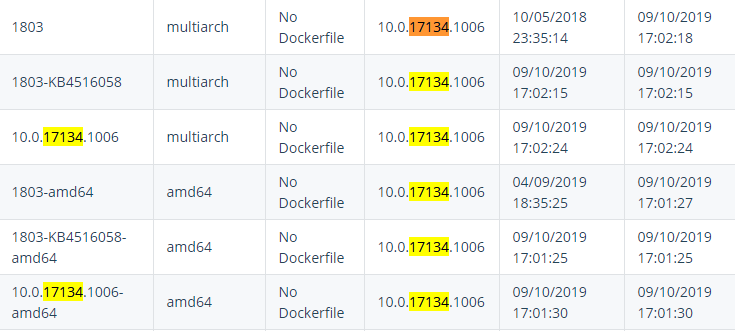 1803 multiarch No Dockerfile 10.0.17134.1006 10/05/2018 23:35:14 09/10/2019 17:02:18
1803-KB4516058 multiarch No Dockerfile 10.0.17134.1006 09/10/2019 17:02:15 09/10/2019 17:02:15
10.0.17134.1006 multiarch No Dockerfile 10.0.17134.1006 09/10/2019 17:02:24 09/10/2019 17:02:24
1803-amd64 amd64 No Dockerfile 10.0.17134.1006 04/09/2019 18:35:25 09/10/2019 17:01:27
1803-KB4516058-amd64 amd64 No Dockerfile 10.0.17134.1006 09/10/2019 17:01:25 09/10/2019 17:01:25
10.0.17134.1006-amd64 amd64 No Dockerfile 10.0.17134.1006 09/10/2019 17:01:30 09/10/2019 17:01:30